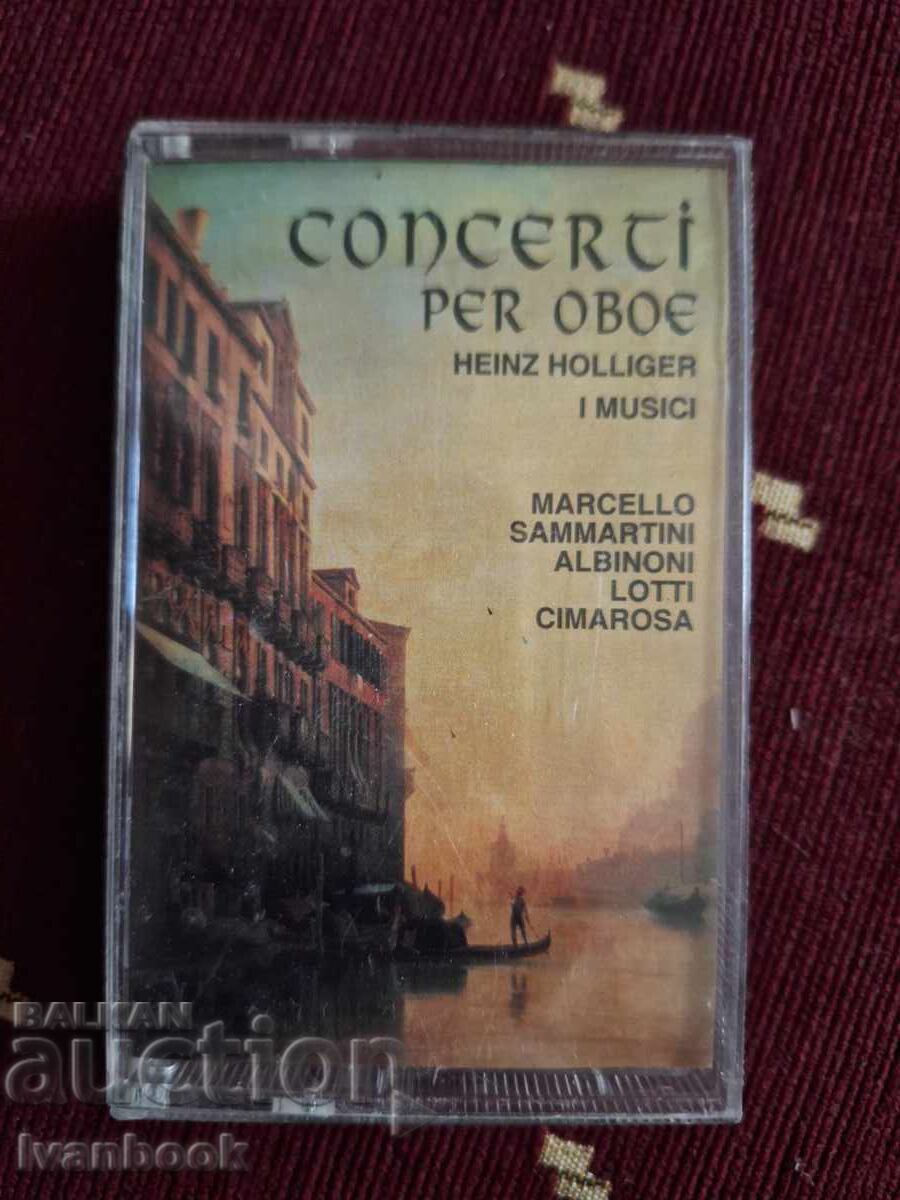 CONCERTI
PER OBOE
HEINZ HOLLIGER
I MUSICI
MARCELLO
SAMMARTINI
ALBINONI
LOTTI
CIMAROSA
BALKAN
auction
Ivanbook